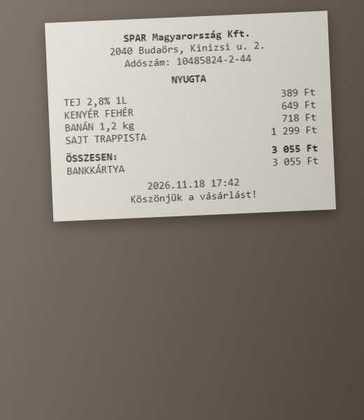 SPAR Magyarország Kft.
2040 Budaörs, Kinizsi u. 2.
Adószám: 10485824-2-44
NYUGTA
TEJ 2,8% 1L 389 Ft
KENYÉR FEHÉR 649 Ft
BANÁN 1,2 kg 718 Ft
SAJT TRAPPISTA 1 299 Ft
ÖSSZESEN: 3 055 Ft
BANKKÁRTYA 3 055 Ft
2026.11.18 17:42
Köszönjük a vásárlást!